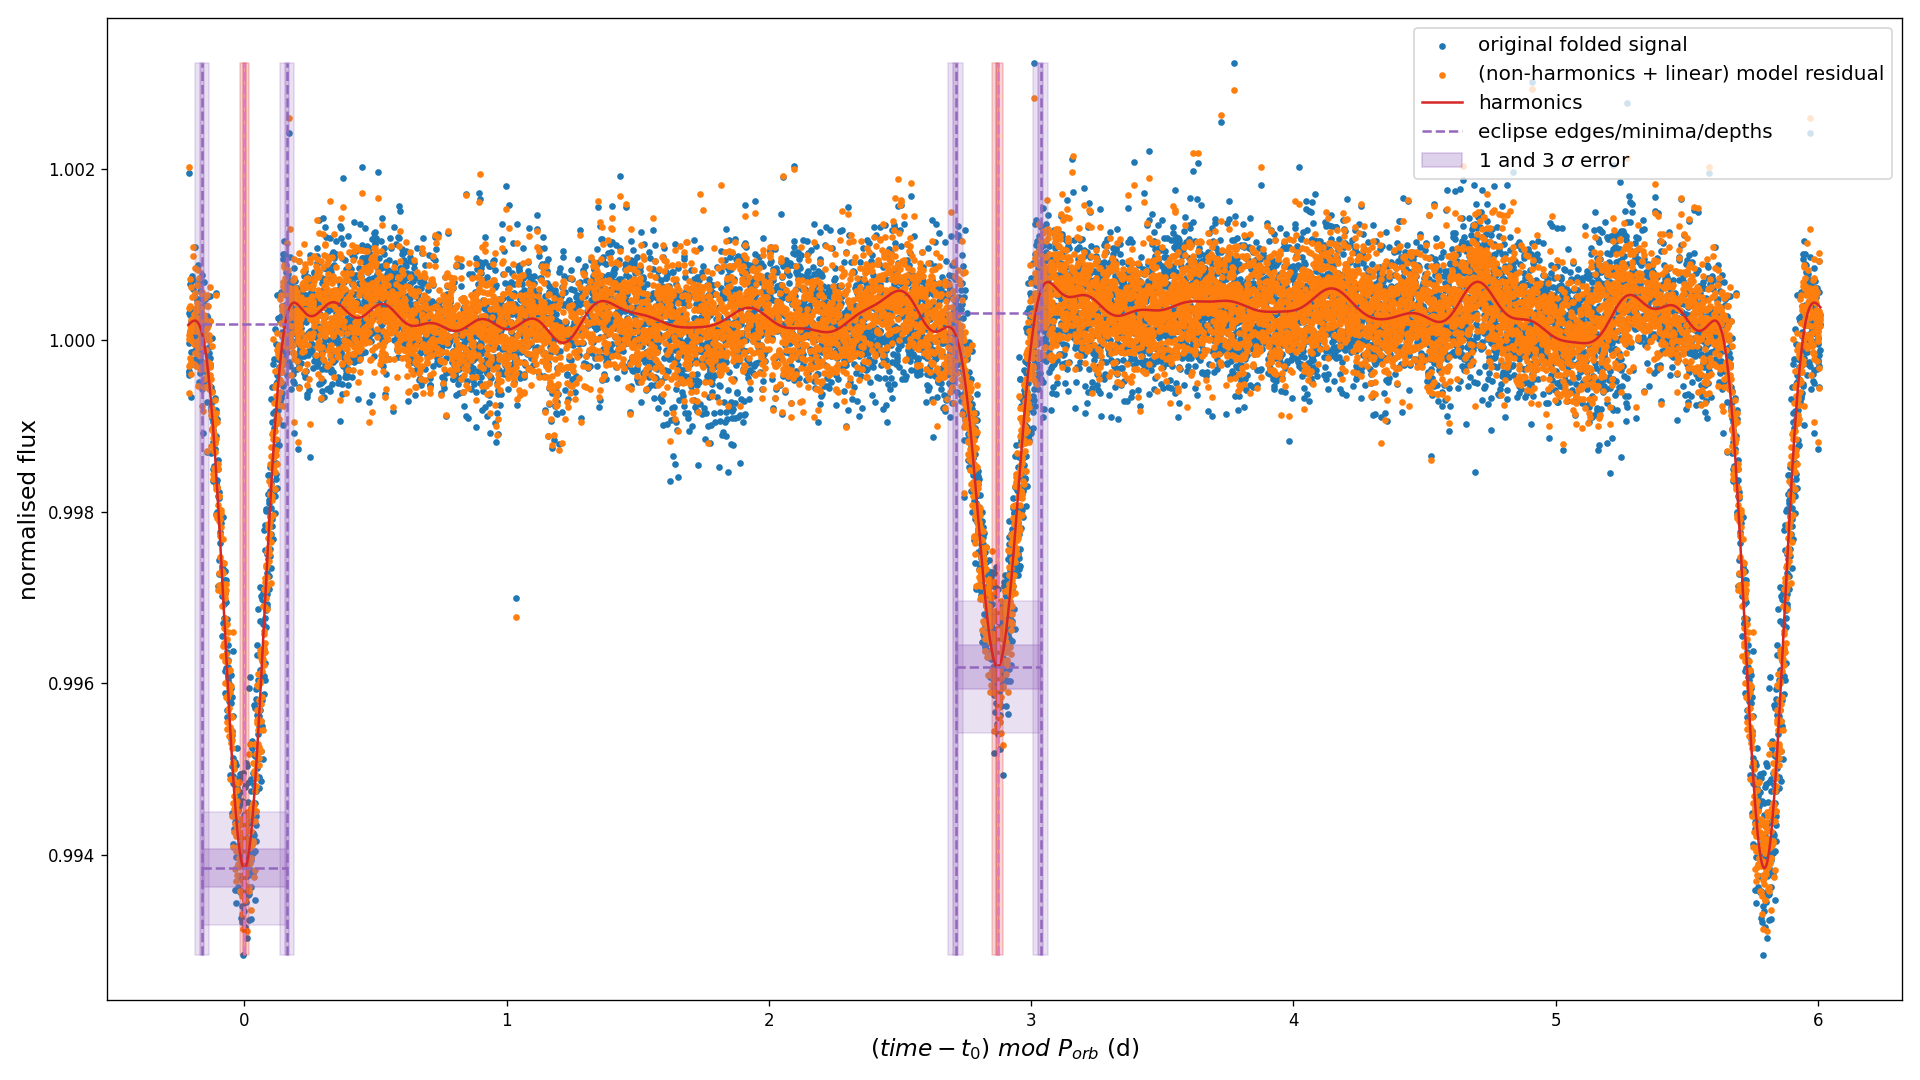 original folded signal
(non-harmonics + linear) model residual
harmonics
eclipse edges/minima/depths
1 and 3 σ error
normalised flux
1.002
1.000
0.998
0.996
0.994
0 1 2 3 4 5 6
(time − t₀) mod Pₒᵣb (d)